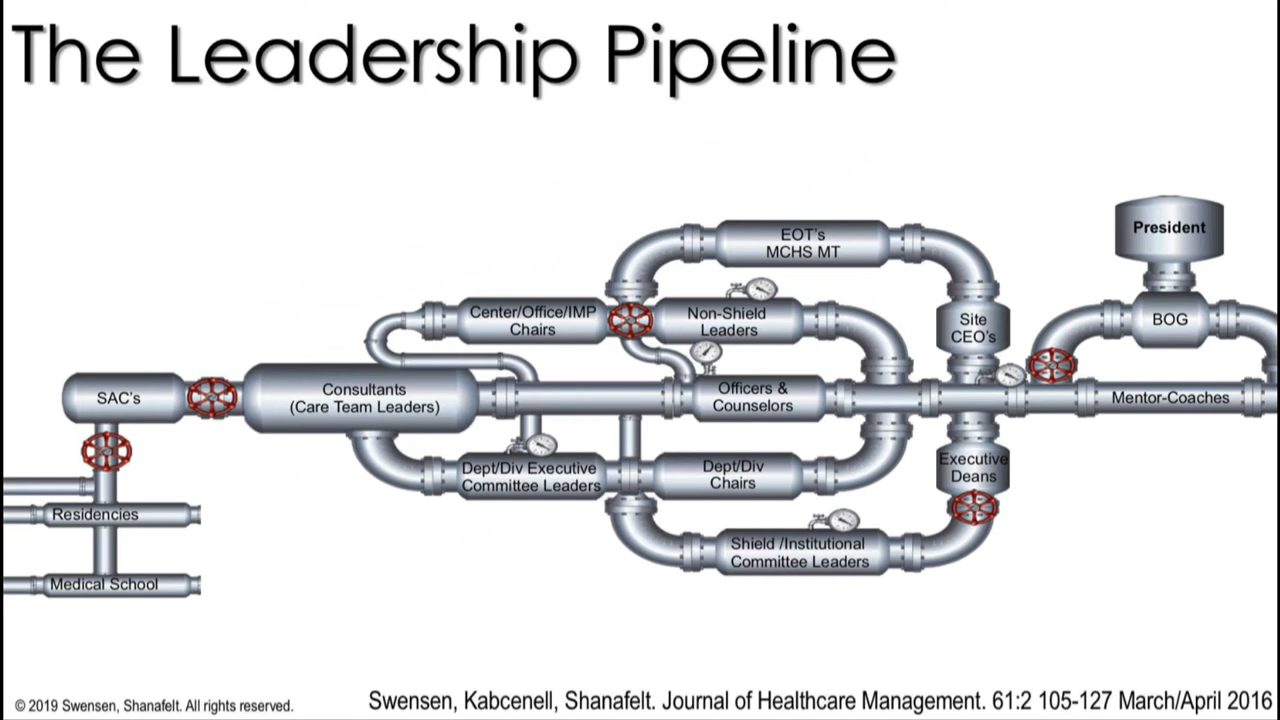 The Leadership Pipeline
President
EOT's
MCHS MT
Center/Office/IMP
Chairs
Non-Shield
Leaders
Site
CEO's
BOG
SAC's
Consultants
(Care Team Leaders)
Officers &
Counselors
Mentor-Coaches
Dept/Div Executive
Committee Leaders
Dept/Div
Chairs
Executive
Deans
Residencies
Shield /Institutional
Committee Leaders
Medical School
© 2019 Swensen, Shanafelt. All rights reserved.
Swensen, Kabcenell, Shanafelt. Journal of Healthcare Management. 61:2 105-127 March/April 2016